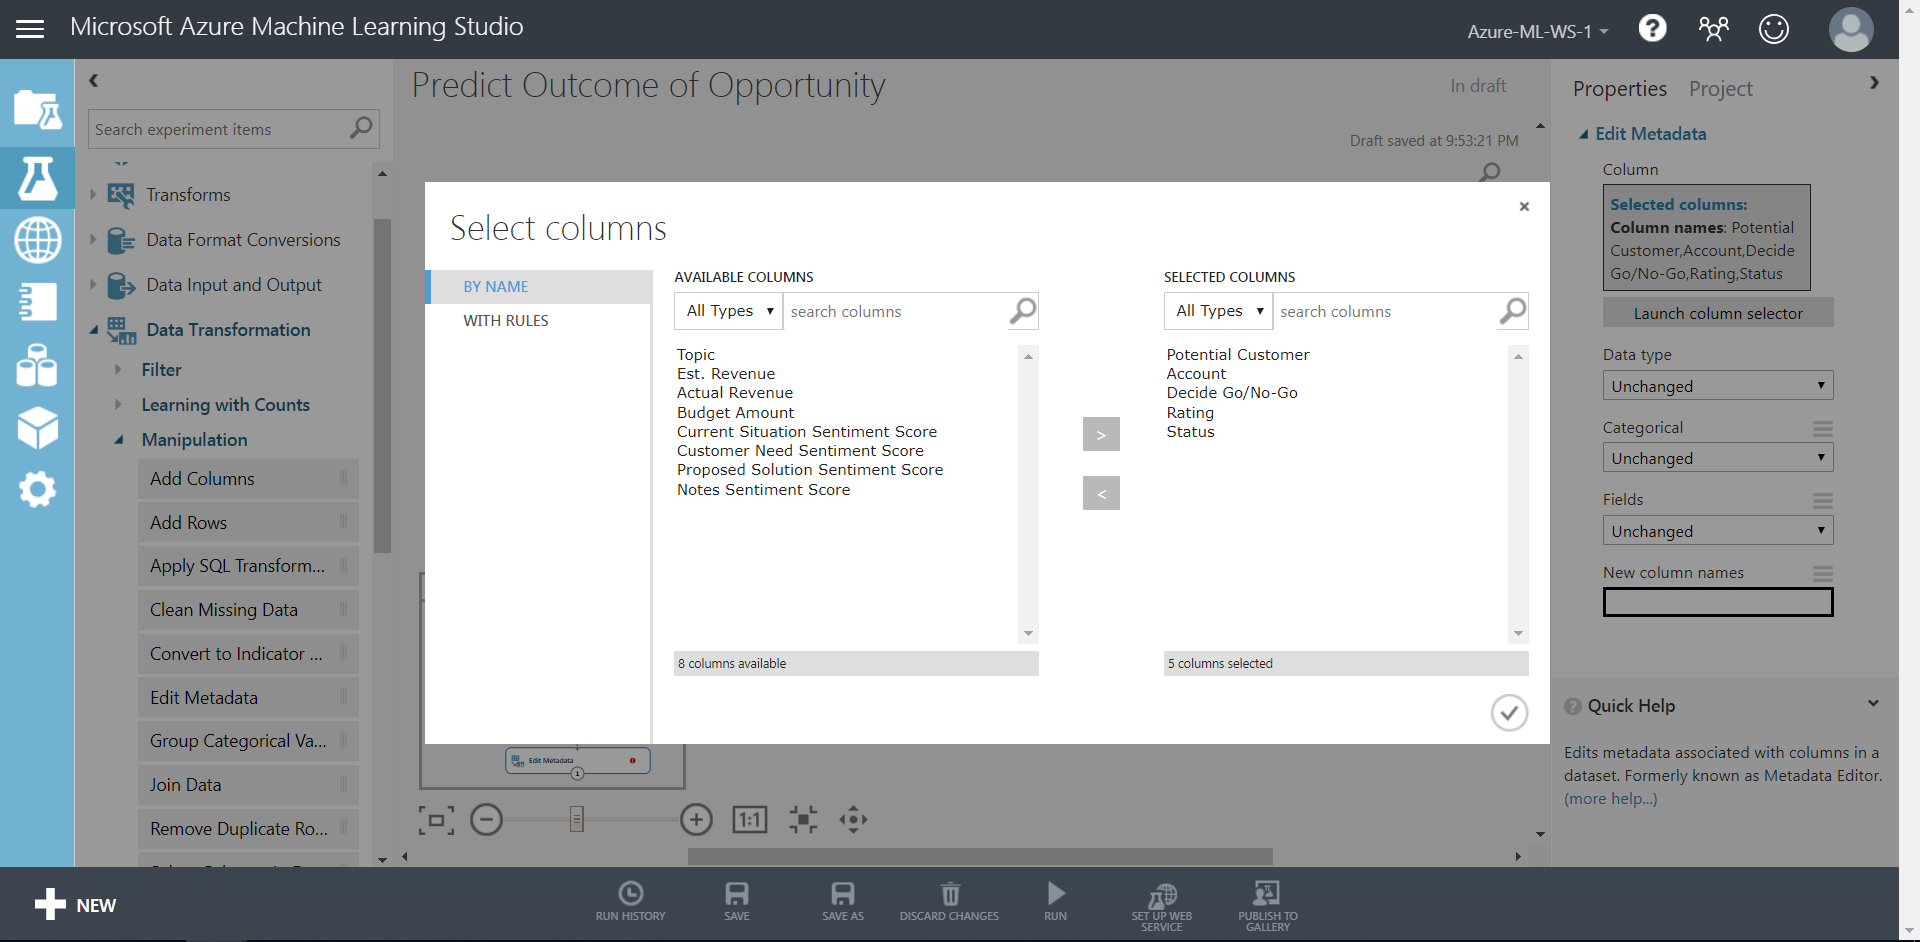 Microsoft Azure Machine Learning Studio
Azure-ML-WS-1
?
Search experiment items
Transforms
Data Format Conversions
Data Input and Output
Data Transformation
Filter
Learning with Counts
Manipulation
Add Columns
Add Rows
Apply SQL Transform...
Clean Missing Data
Convert to Indicator ...
Edit Metadata
Group Categorical Va...
Join Data
Remove Duplicate Ro...
Predict Outcome of Opportunity
In draft
Draft saved at 9:53:21 PM
Select columns
×
BY NAME
WITH RULES
AVAILABLE COLUMNS
All Types
search columns
Topic
Est. Revenue
Actual Revenue
Budget Amount
Current Situation Sentiment Score
Customer Need Sentiment Score
Proposed Solution Sentiment Score
Notes Sentiment Score
8 columns available
>
<
SELECTED COLUMNS
All Types
search columns
Potential Customer
Account
Decide Go/No-Go
Rating
Status
5 columns selected
Edit Metadata
1
1:1
Properties
Project
Edit Metadata
Column
Selected columns:
Column names: Potential
Customer,Account,Decide
Go/No-Go,Rating,Status
Launch column selector
Data type
Unchanged
Categorical
Unchanged
Fields
Unchanged
New column names
? Quick Help
Edits metadata associated with columns in a
dataset. Formerly known as Metadata Editor.
(more help...)
NEW
RUN HISTORY
SAVE
SAVE AS
DISCARD CHANGES
RUN
SET UP WEB
SERVICE
PUBLISH TO
GALLERY